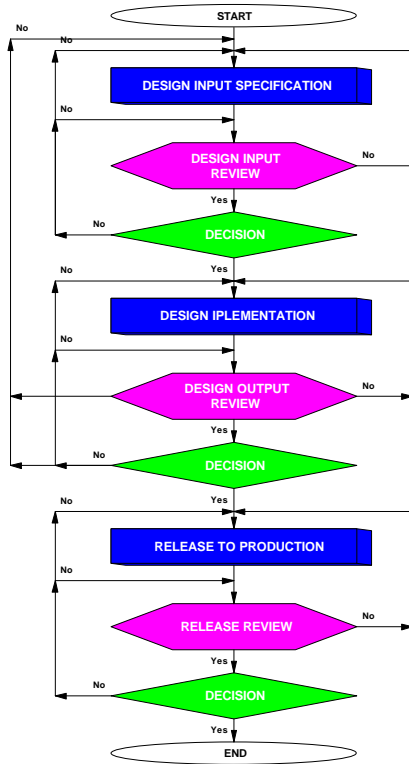 START
No
No
DESIGN INPUT SPECIFICATION
No
DESIGN INPUT
REVIEW
No
Yes
No
DECISION
Yes
No
DESIGN IPLEMENTATION
No
DESIGN OUTPUT
REVIEW
No
Yes
No
DECISION
Yes
No
RELEASE TO PRODUCTION
No
RELEASE REVIEW
No
Yes
No
DECISION
Yes
END